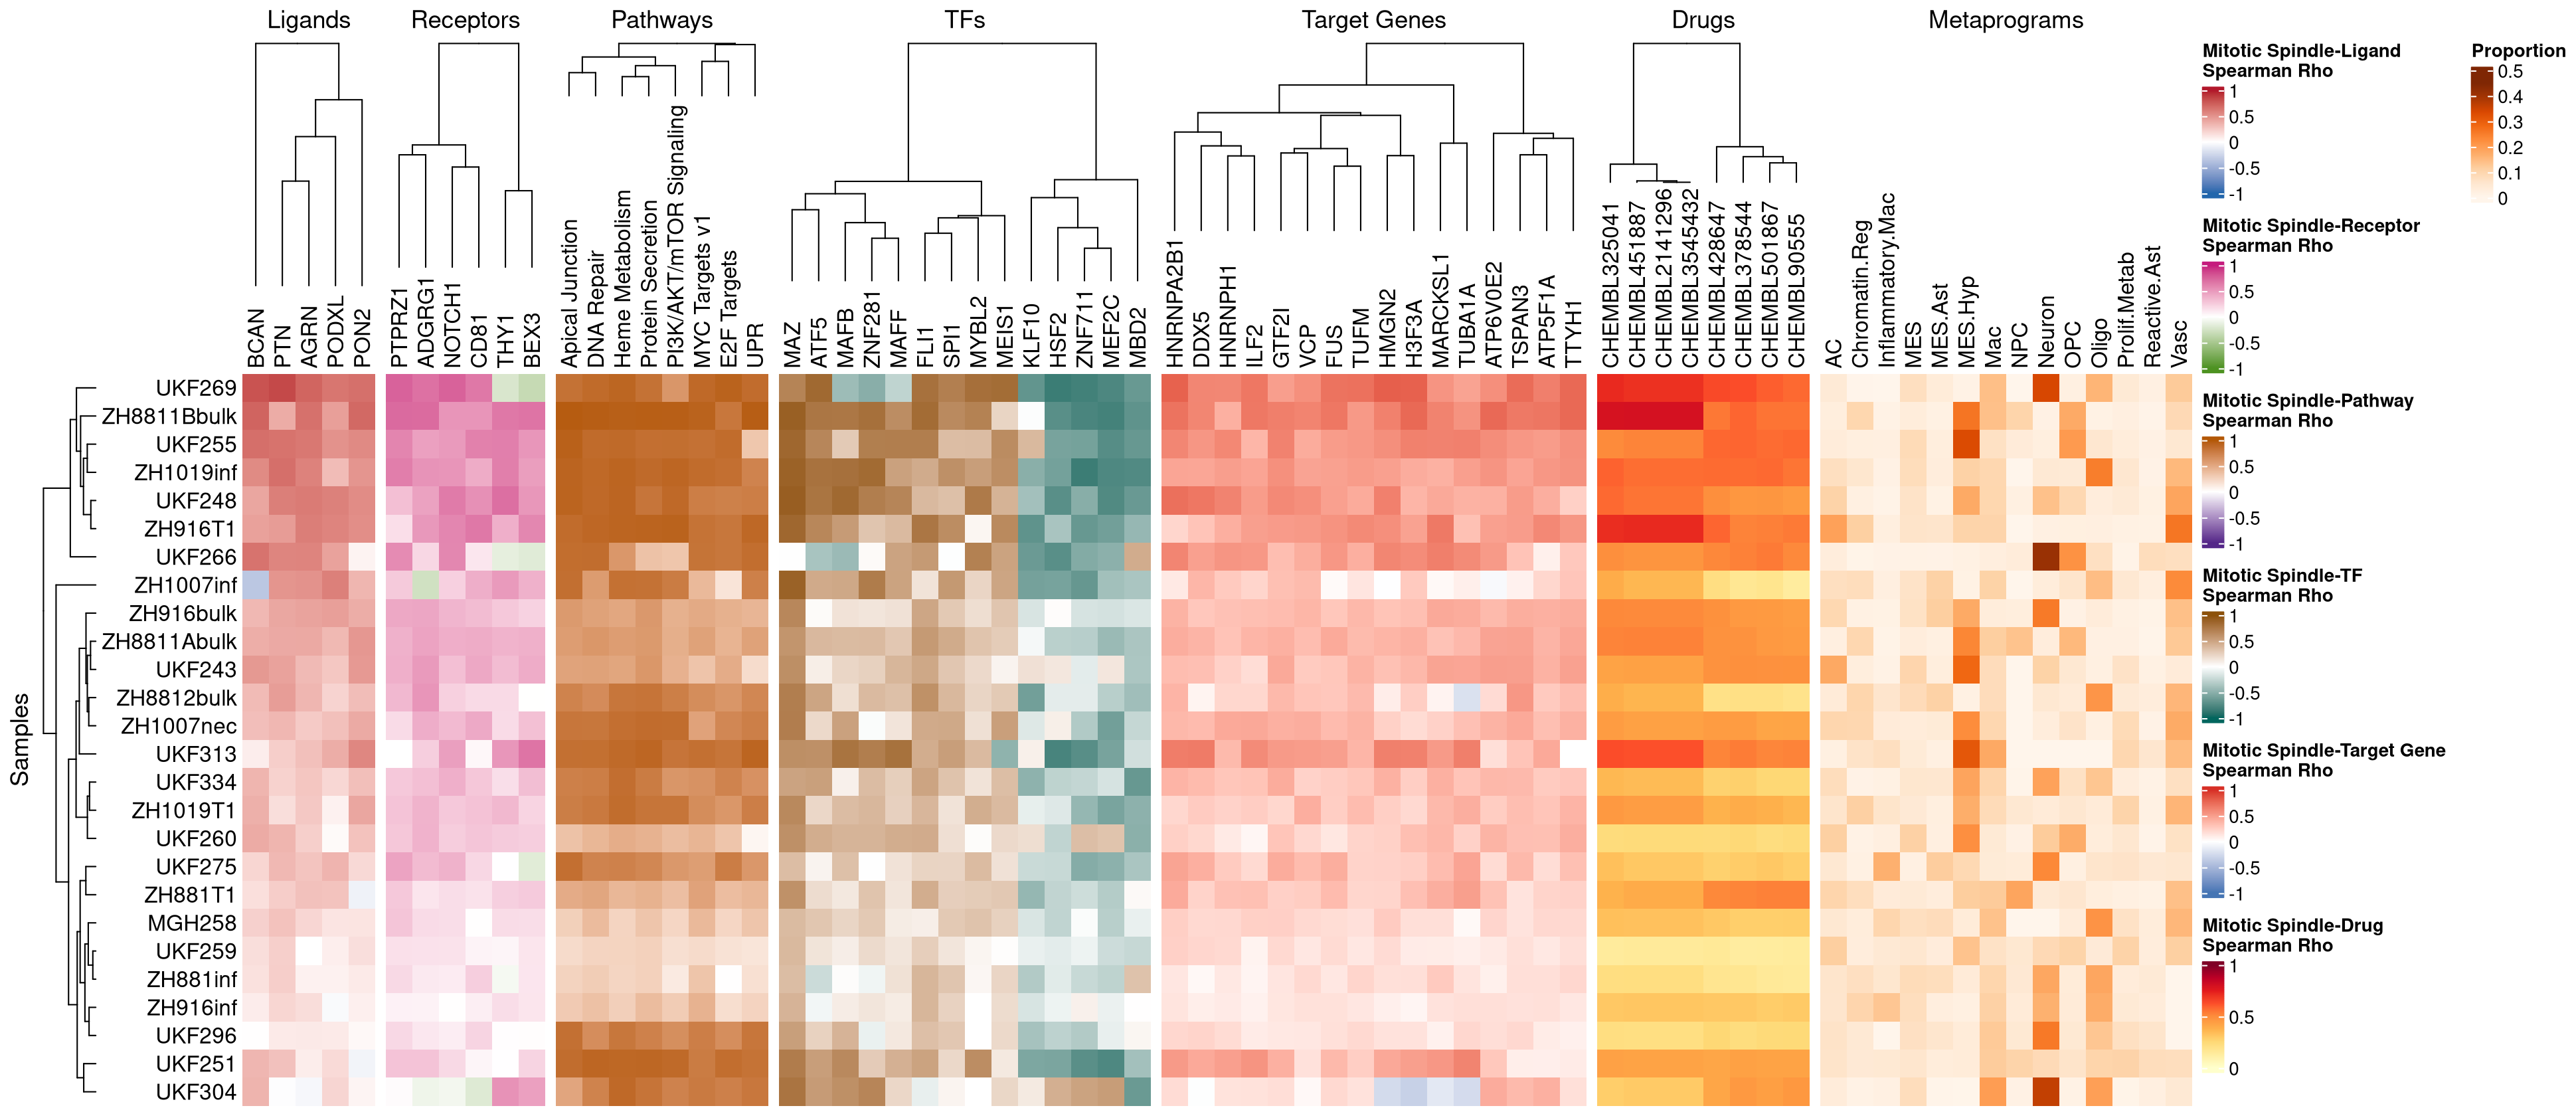 Ligands
Receptors
Pathways
TFs
Target Genes
Drugs
Metaprograms
BCAN
PTN
AGRN
PODXL
PON2
PTPRZ1
ADGRG1
NOTCH1
CD81
THY1
BEX3
Apical Junction
DNA Repair
Heme Metabolism
Protein Secretion
PI3K/AKT/mTOR Signaling
MYC Targets v1
E2F Targets
UPR
MAZ
ATF5
MAFB
ZNF281
MAFF
FLI1
SPI1
MYBL2
MEIS1
KLF10
HSF2
ZNF711
MEF2C
MBD2
HNRNPA2B1
DDX5
HNRNPH1
ILF2
GTF2I
VCP
FUS
TUFM
HMGN2
H3F3A
MARCKSL1
TUBA1A
ATP6V0E2
TSPAN3
ATP5F1A
TTYH1
CHEMBL325041
CHEMBL451887
CHEMBL2141296
CHEMBL3545432
CHEMBL428647
CHEMBL378544
CHEMBL501867
CHEMBL90555
AC
Chromatin.Reg
Inflammatory.Mac
MES
MES.Ast
MES.Hyp
Mac
NPC
Neuron
OPC
Oligo
Prolif.Metab
Reactive.Ast
Vasc
Samples
UKF269
ZH8811Bbulk
UKF255
ZH1019inf
UKF248
ZH916T1
UKF266
ZH1007inf
ZH916bulk
ZH8811Abulk
UKF243
ZH8812bulk
ZH1007nec
UKF313
UKF334
ZH1019T1
UKF260
UKF275
ZH881T1
MGH258
UKF259
ZH881inf
ZH916inf
UKF296
UKF251
UKF304
Mitotic Spindle-Ligand
Spearman Rho
1
0.5
0
-0.5
-1
Mitotic Spindle-Receptor
Spearman Rho
1
0.5
0
-0.5
-1
Mitotic Spindle-Pathway
Spearman Rho
1
0.5
0
-0.5
-1
Mitotic Spindle-TF
Spearman Rho
1
0.5
0
-0.5
-1
Mitotic Spindle-Target Gene
Spearman Rho
1
0.5
0
-0.5
-1
Mitotic Spindle-Drug
Spearman Rho
1
0.5
0
Proportion
0.5
0.4
0.3
0.2
0.1
0